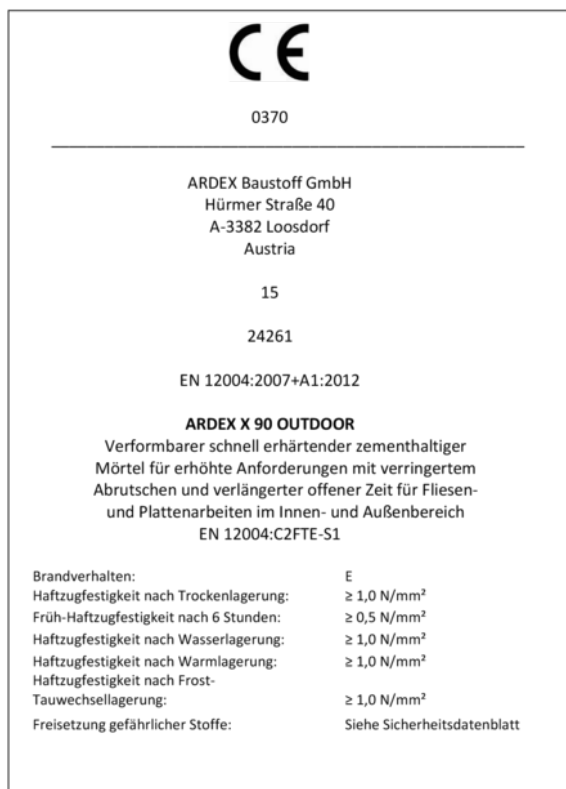 CE
0370
ARDEX Baustoff GmbH
Hürmer Straße 40
A-3382 Loosdorf
Austria
15
24261
EN 12004:2007+A1:2012
ARDEX X 90 OUTDOOR
Verformbarer schnell erhärtender zementhaltiger
Mörtel für erhöhte Anforderungen mit verringertem
Abrutschen und verlängerter offener Zeit für Fliesen-
und Plattenarbeiten im Innen- und Außenbereich
EN 12004:C2FTE-S1
Brandverhalten: E
Haftzugfestigkeit nach Trockenlagerung: ≥ 1,0 N/mm²
Früh-Haftzugfestigkeit nach 6 Stunden: ≥ 0,5 N/mm²
Haftzugfestigkeit nach Wasserlagerung: ≥ 1,0 N/mm²
Haftzugfestigkeit nach Warmlagerung: ≥ 1,0 N/mm²
Haftzugfestigkeit nach Frost-
Tauwechsellagerung: ≥ 1,0 N/mm²
Freisetzung gefährlicher Stoffe: Siehe Sicherheitsdatenblatt